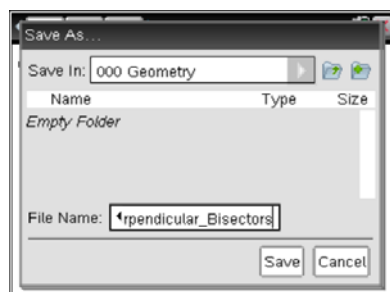 Save As...
Save In: 000 Geometry
Name Type Size
Empty Folder
File Name: rpendicular_Bisectors
Save Cancel